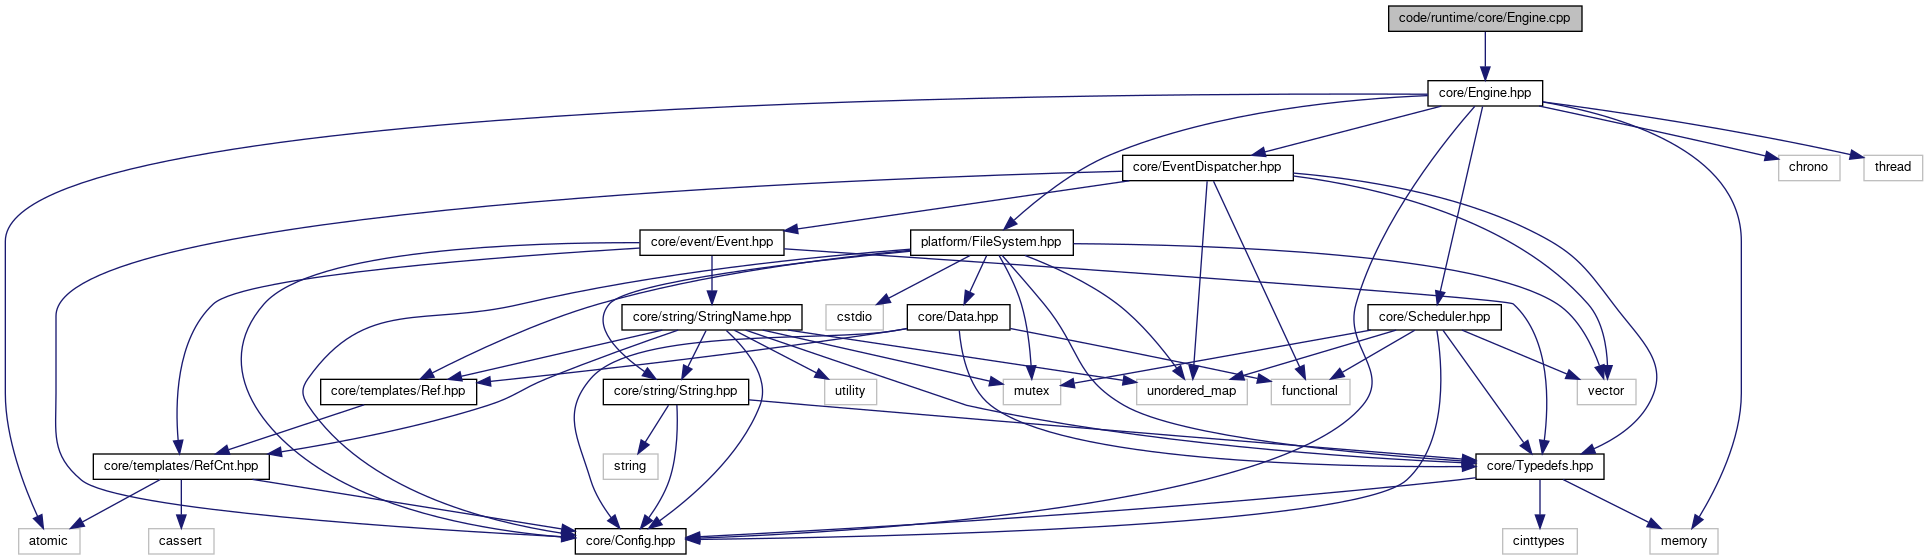 code/runtime/core/Engine.cpp
core/Engine.hpp
core/EventDispatcher.hpp
chrono
thread
core/event/Event.hpp
platform/FileSystem.hpp
core/string/StringName.hpp
cstdio
core/Data.hpp
core/Scheduler.hpp
core/templates/Ref.hpp
core/string/String.hpp
utility
mutex
unordered_map
functional
vector
core/templates/RefCnt.hpp
string
core/Typedefs.hpp
atomic
cassert
core/Config.hpp
cinttypes
memory